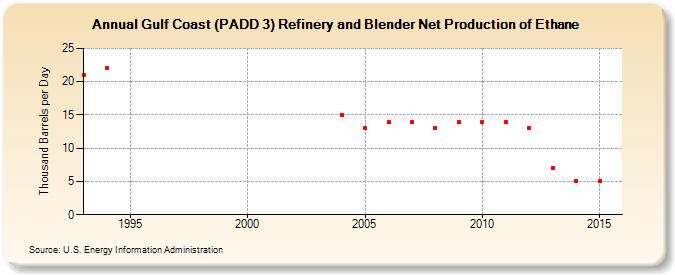 Annual Gulf Coast (PADD 3) Refinery and Blender Net Production of Ethane
Thousand Barrels per Day
25
20
15
10
5
0
1995 2000 2005 2010 2015
Source: U.S. Energy Information Administration